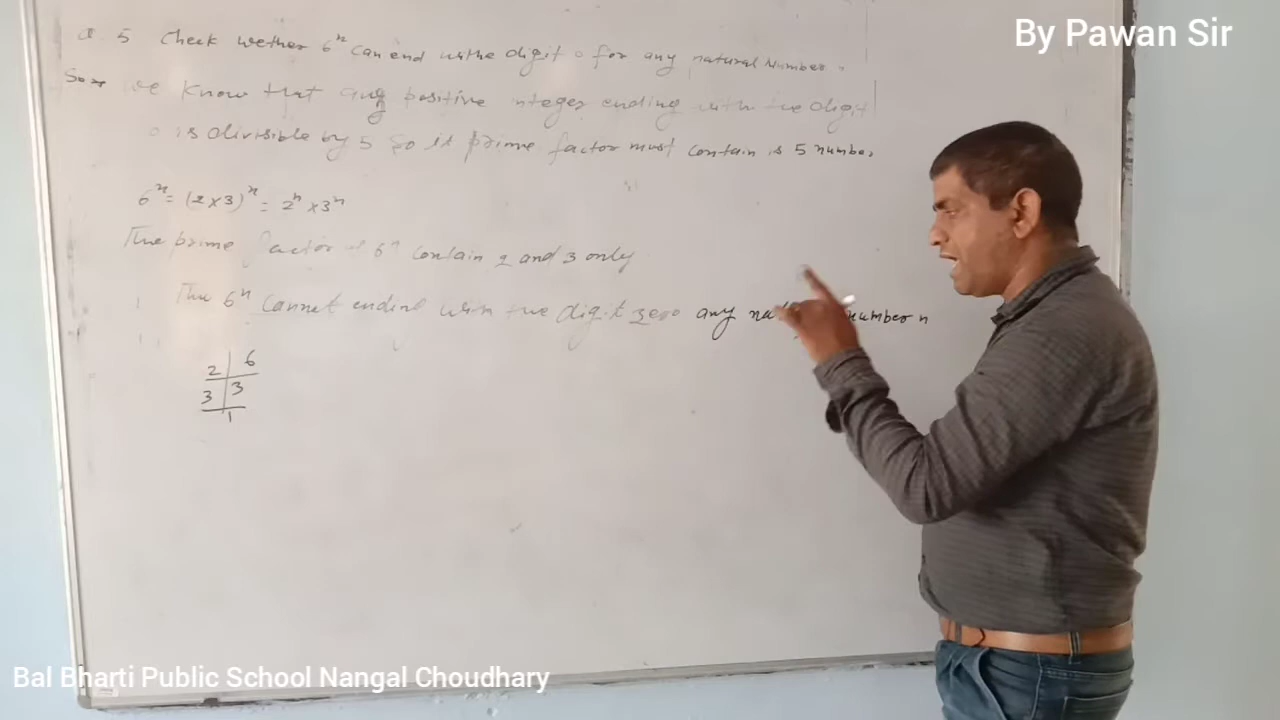 By Pawan Sir
Q. 5 Check wether 6ⁿ can end withe digit 0 for any natural Number.
Sol → we know that any positive integer ending with the digit
0 is divisible by 5 So it prime factor must contain is 5 number.
6ⁿ = (2×3)ⁿ = 2ⁿ ×3ⁿ
The prime factor of 6ⁿ contain 2 and 3 only
The 6ⁿ cannot ending with the digit zero any number n
2 | 6
3 | 3
1
Bal Bharti Public School Nangal Choudhary